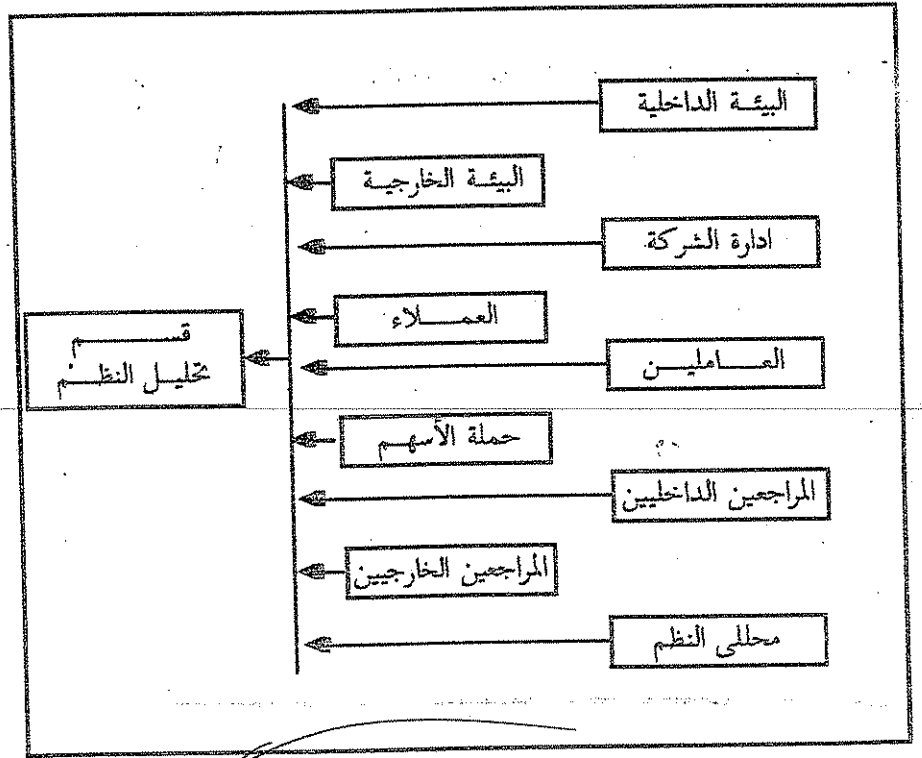 البيئة الداخلية
البيئة الخارجية
ادارة الشركة
العملاء
قسم
تحليل النظم
العاملين
حملة الأسهم
المراجعين الداخليين
المراجعين الخارجيين
محللى النظم